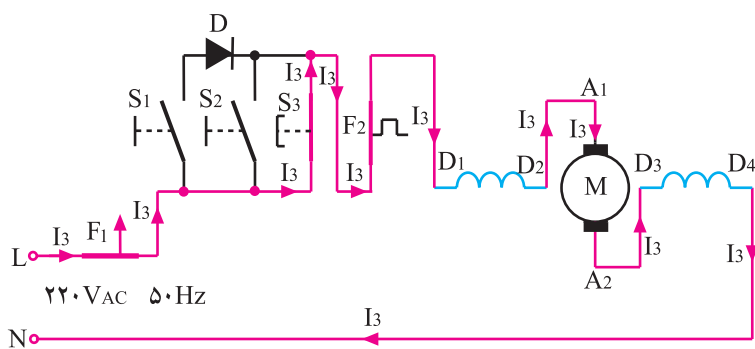 D
S1 S2 I3 I3 S3
F2
I3 I3
I3 I3
D1 D2
A1
I3 I3
M
A2
D3 D4
I3 I3
L I3 F1 I3
۲۲۰VAC ۵۰Hz
N I3